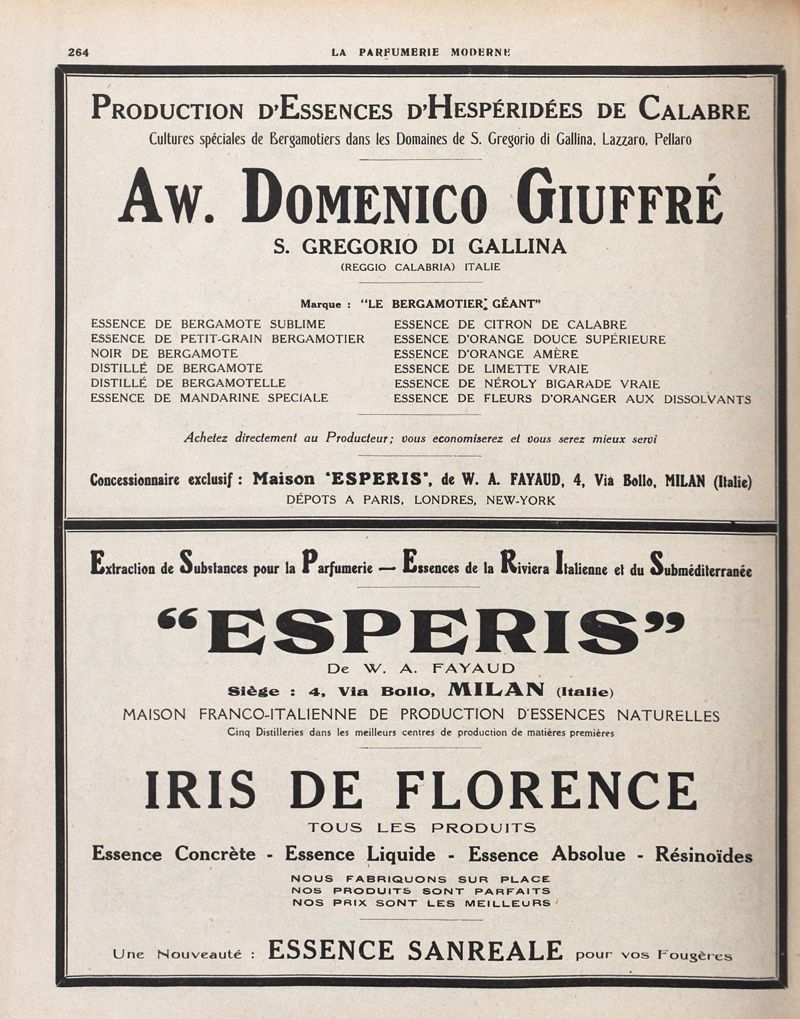 264
LA PARFUMERIE MODERNE
PRODUCTION D'ESSENCES D'HESPÉRIDÉES DE CALABRE
Cultures spéciales de Bergamotiers dans les Domaines de S. Gregorio di Gallina, Lazzaro, Pellaro
AW. DOMENICO GIUFFRÉ
S. GREGORIO DI GALLINA
(REGGIO CALABRIA) ITALIE
Marque : "LE BERGAMOTIER GÉANT"
ESSENCE DE BERGAMOTE SUBLIME
ESSENCE DE PETIT-GRAIN BERGAMOTIER
NOIR DE BERGAMOTE
DISTILLÉ DE BERGAMOTE
DISTILLÉ DE BERGAMOTELLE
ESSENCE DE MANDARINE SPECIALE
ESSENCE DE CITRON DE CALABRE
ESSENCE D'ORANGE DOUCE SUPÉRIEURE
ESSENCE D'ORANGE AMÈRE
ESSENCE DE LIMETTE VRAIE
ESSENCE DE NÉROLY BIGARADE VRAIE
ESSENCE DE FLEURS D'ORANGER AUX DISSOLVANTS
Achetez directement au Producteur; vous economiserez et vous serez mieux servi
Concessionnaire exclusif : Maison "ESPERIS", de W. A. FAYAUD, 4, Via Bollo, MILAN (Italie)
DÉPOTS A PARIS, LONDRES, NEW-YORK
Extraction de Substances pour la Parfumerie — Essences de la Riviera Italienne et du Subméditerranée
"ESPERIS"
De W. A. FAYAUD
Siège : 4, Via Bollo, MILAN (Italie)
MAISON FRANCO-ITALIENNE DE PRODUCTION D'ESSENCES NATURELLES
Cinq Distilleries dans les meilleurs centres de production de matières premières
IRIS DE FLORENCE
TOUS LES PRODUITS
Essence Concrète - Essence Liquide - Essence Absolue - Résinoïdes
NOUS FABRIQUONS SUR PLACE
NOS PRODUITS SONT PARFAITS
NOS PRIX SONT LES MEILLEURS
Une Nouveauté : ESSENCE SANREALE pour vos Fougères